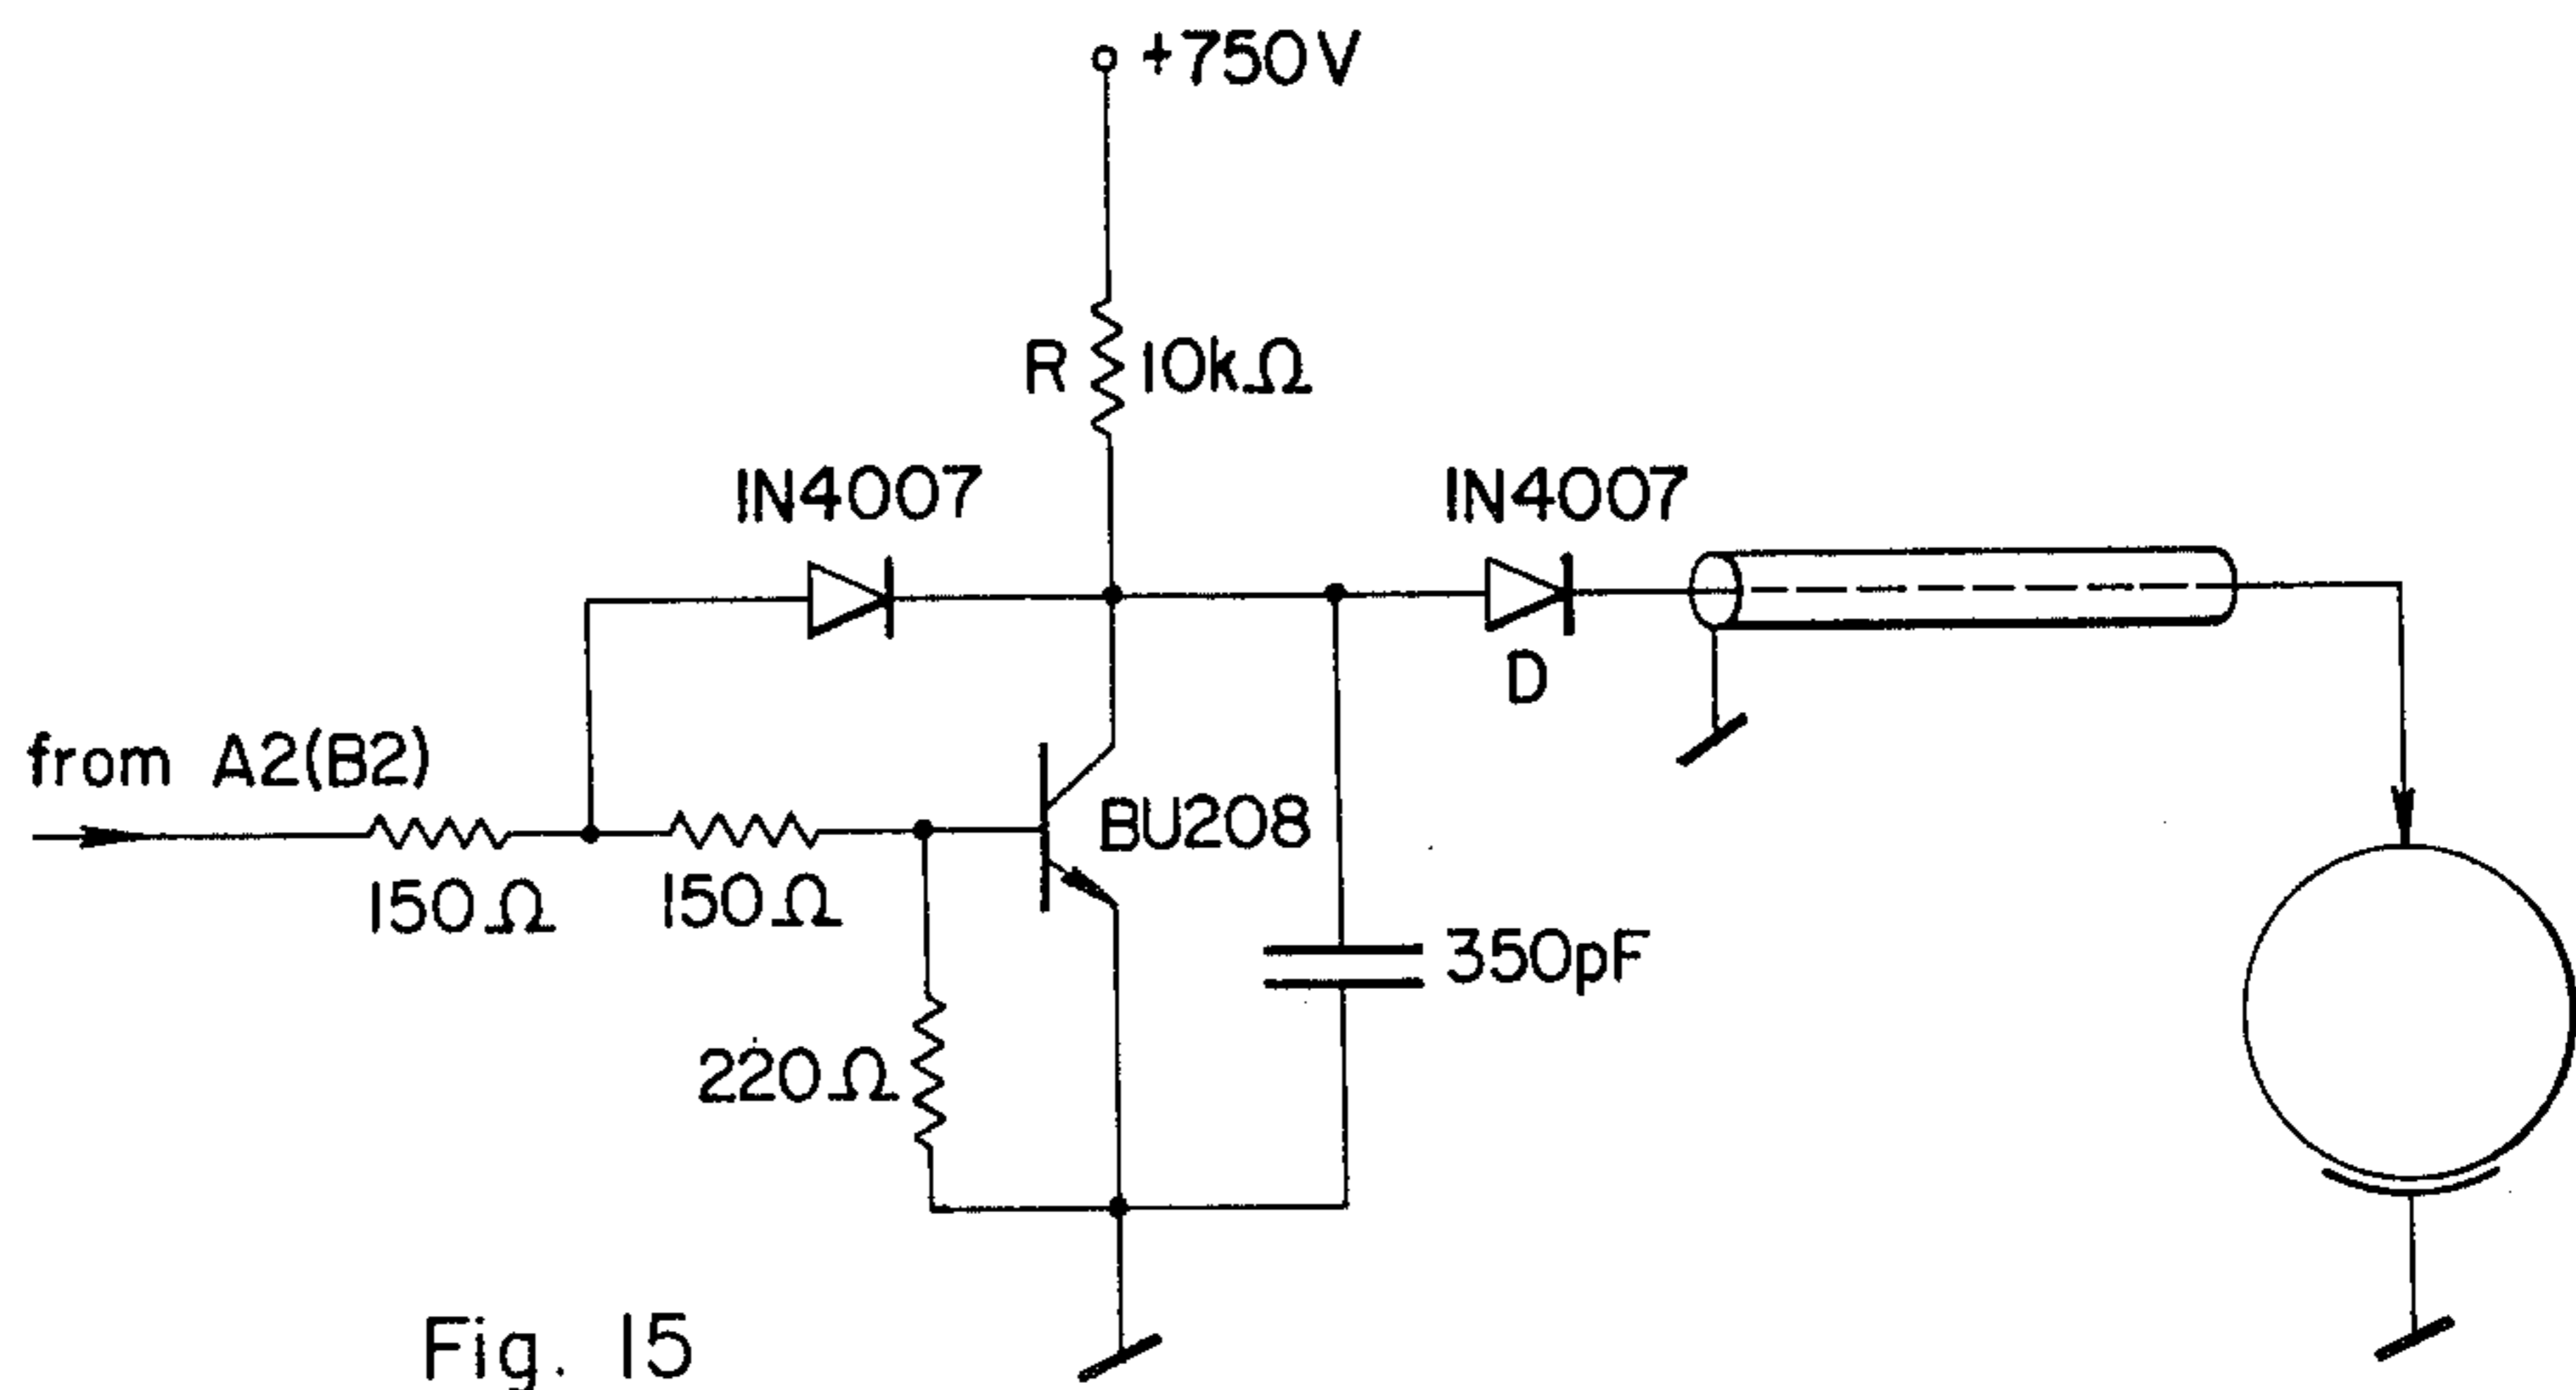 +750V
R 10kΩ
IN4007
IN4007
D
from A2(B2)
150Ω
150Ω
BU208
350pF
220Ω
Fig. 15